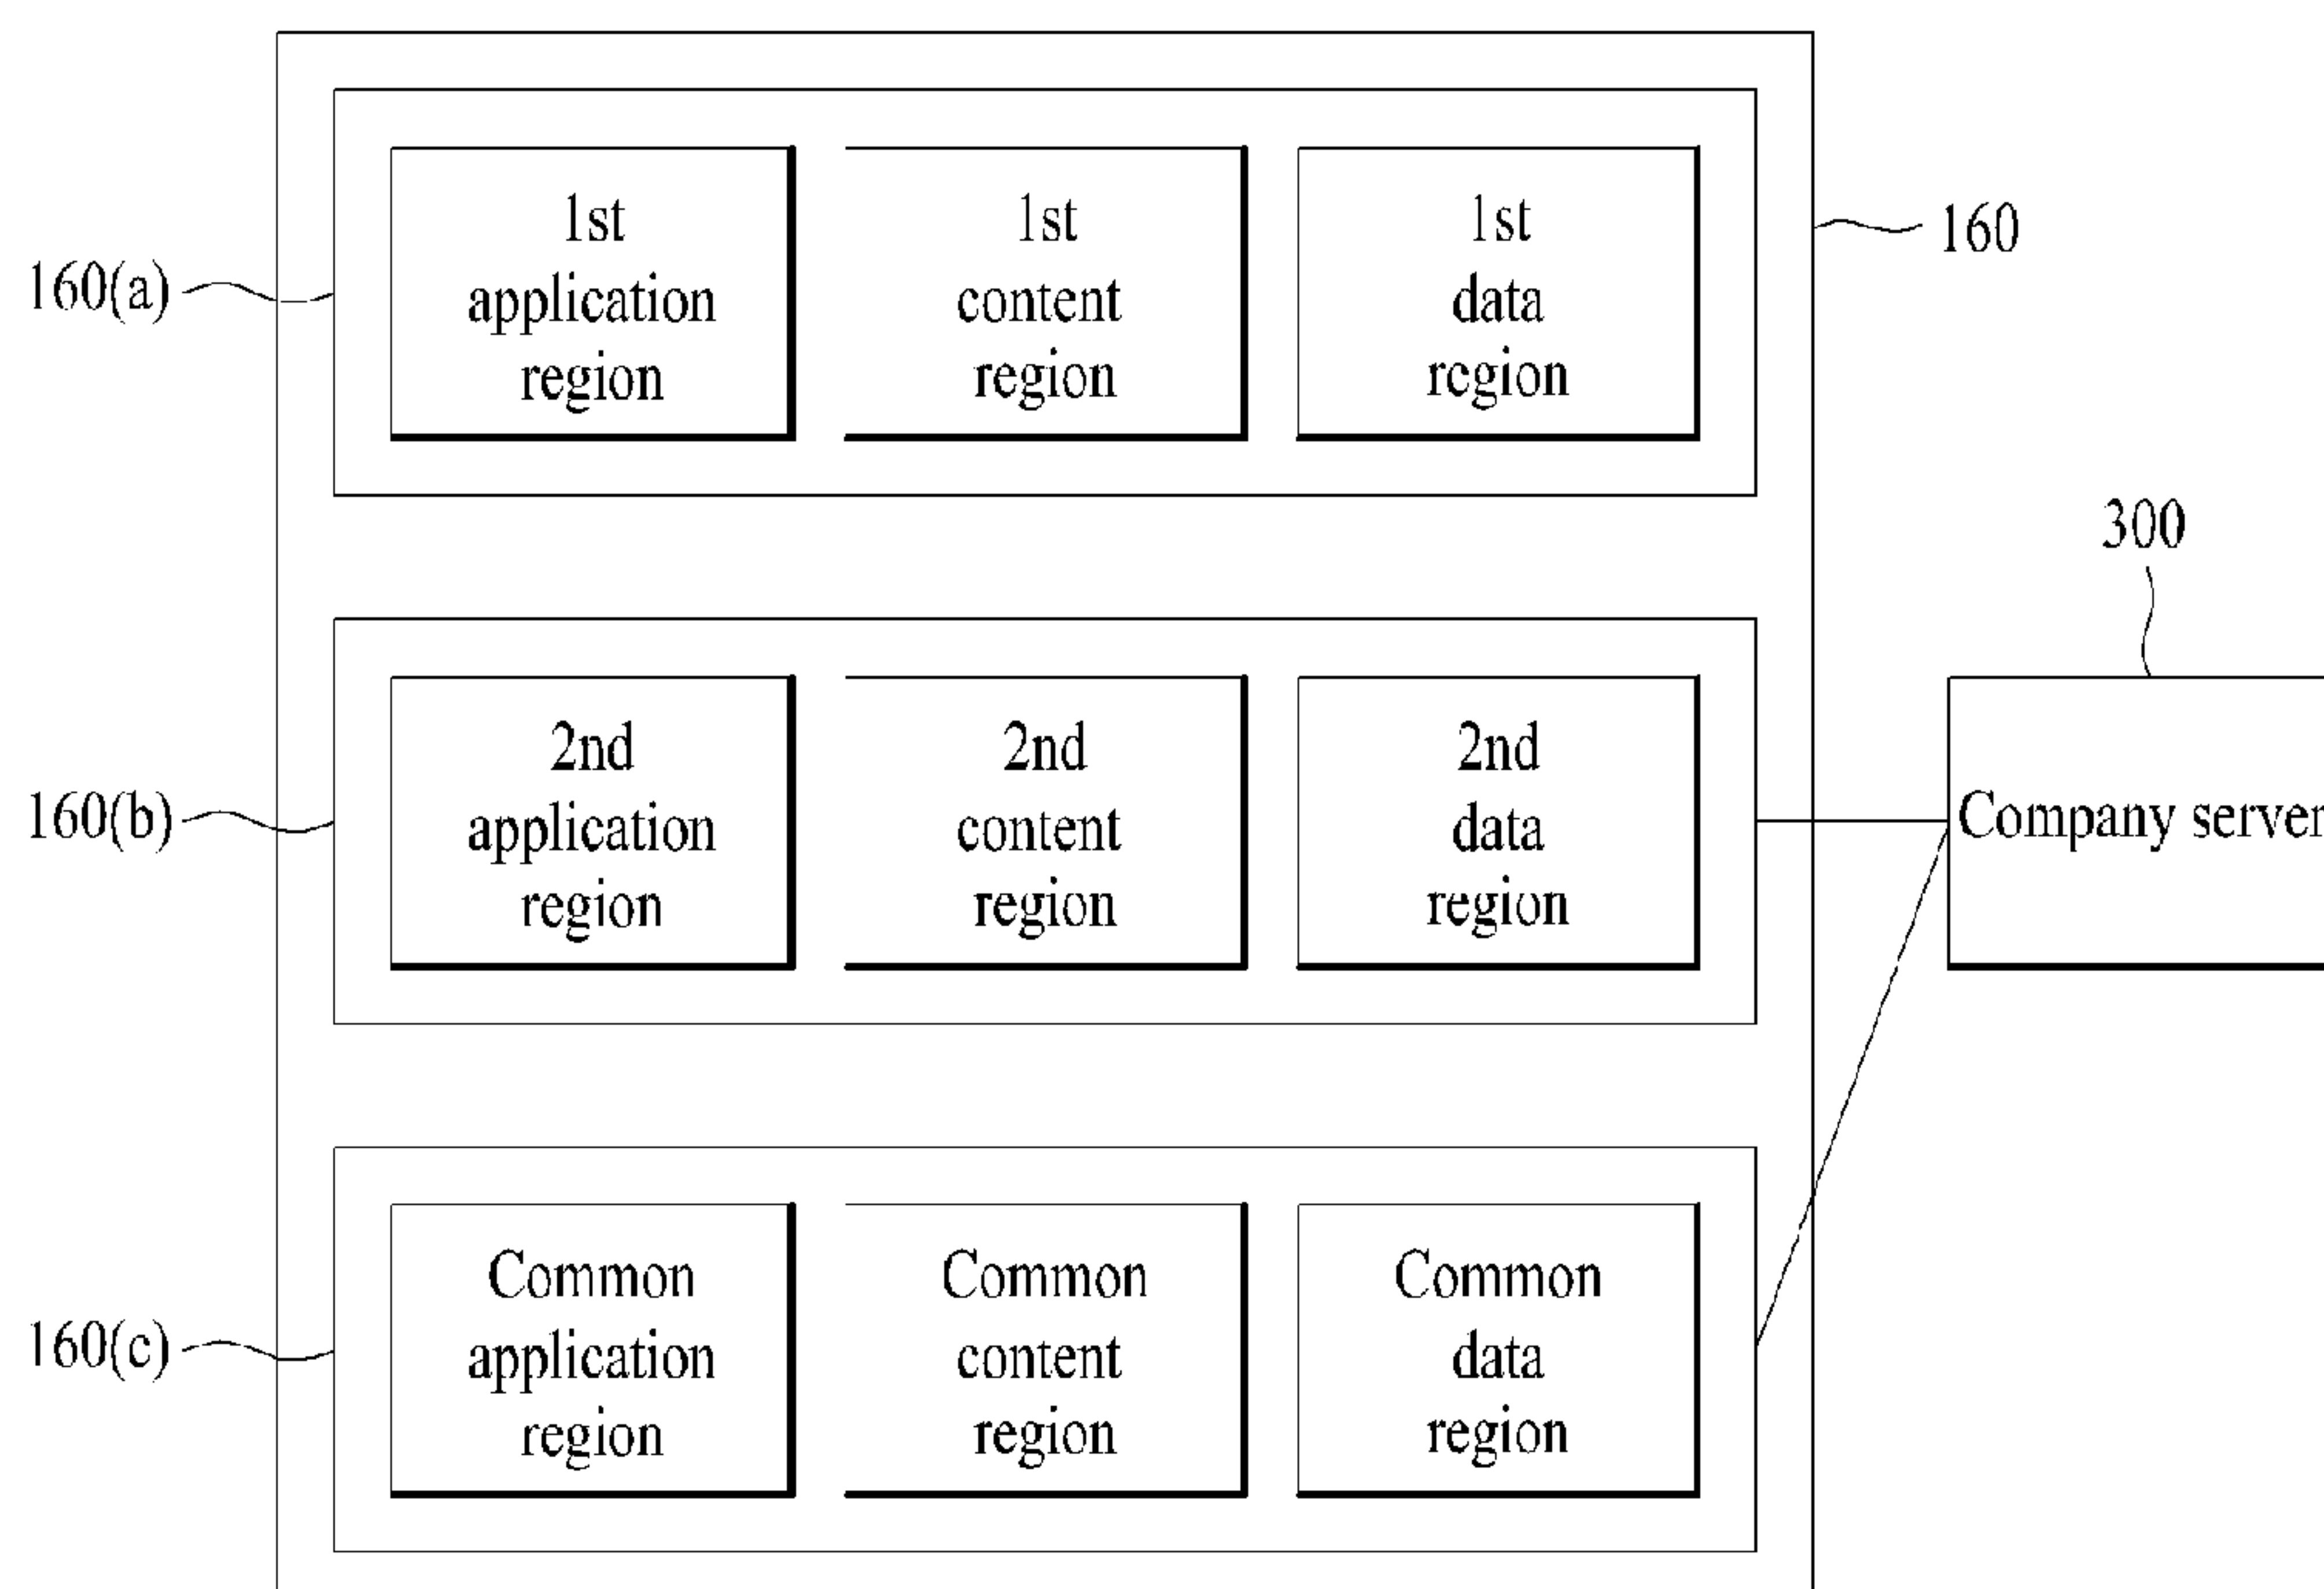 1st
application
region
1st
content
region
1st
data
region
160
160(a)
300
2nd
application
region
2nd
content
region
2nd
data
region
160(b)
Company server
Common
application
region
Common
content
region
Common
data
region
160(c)